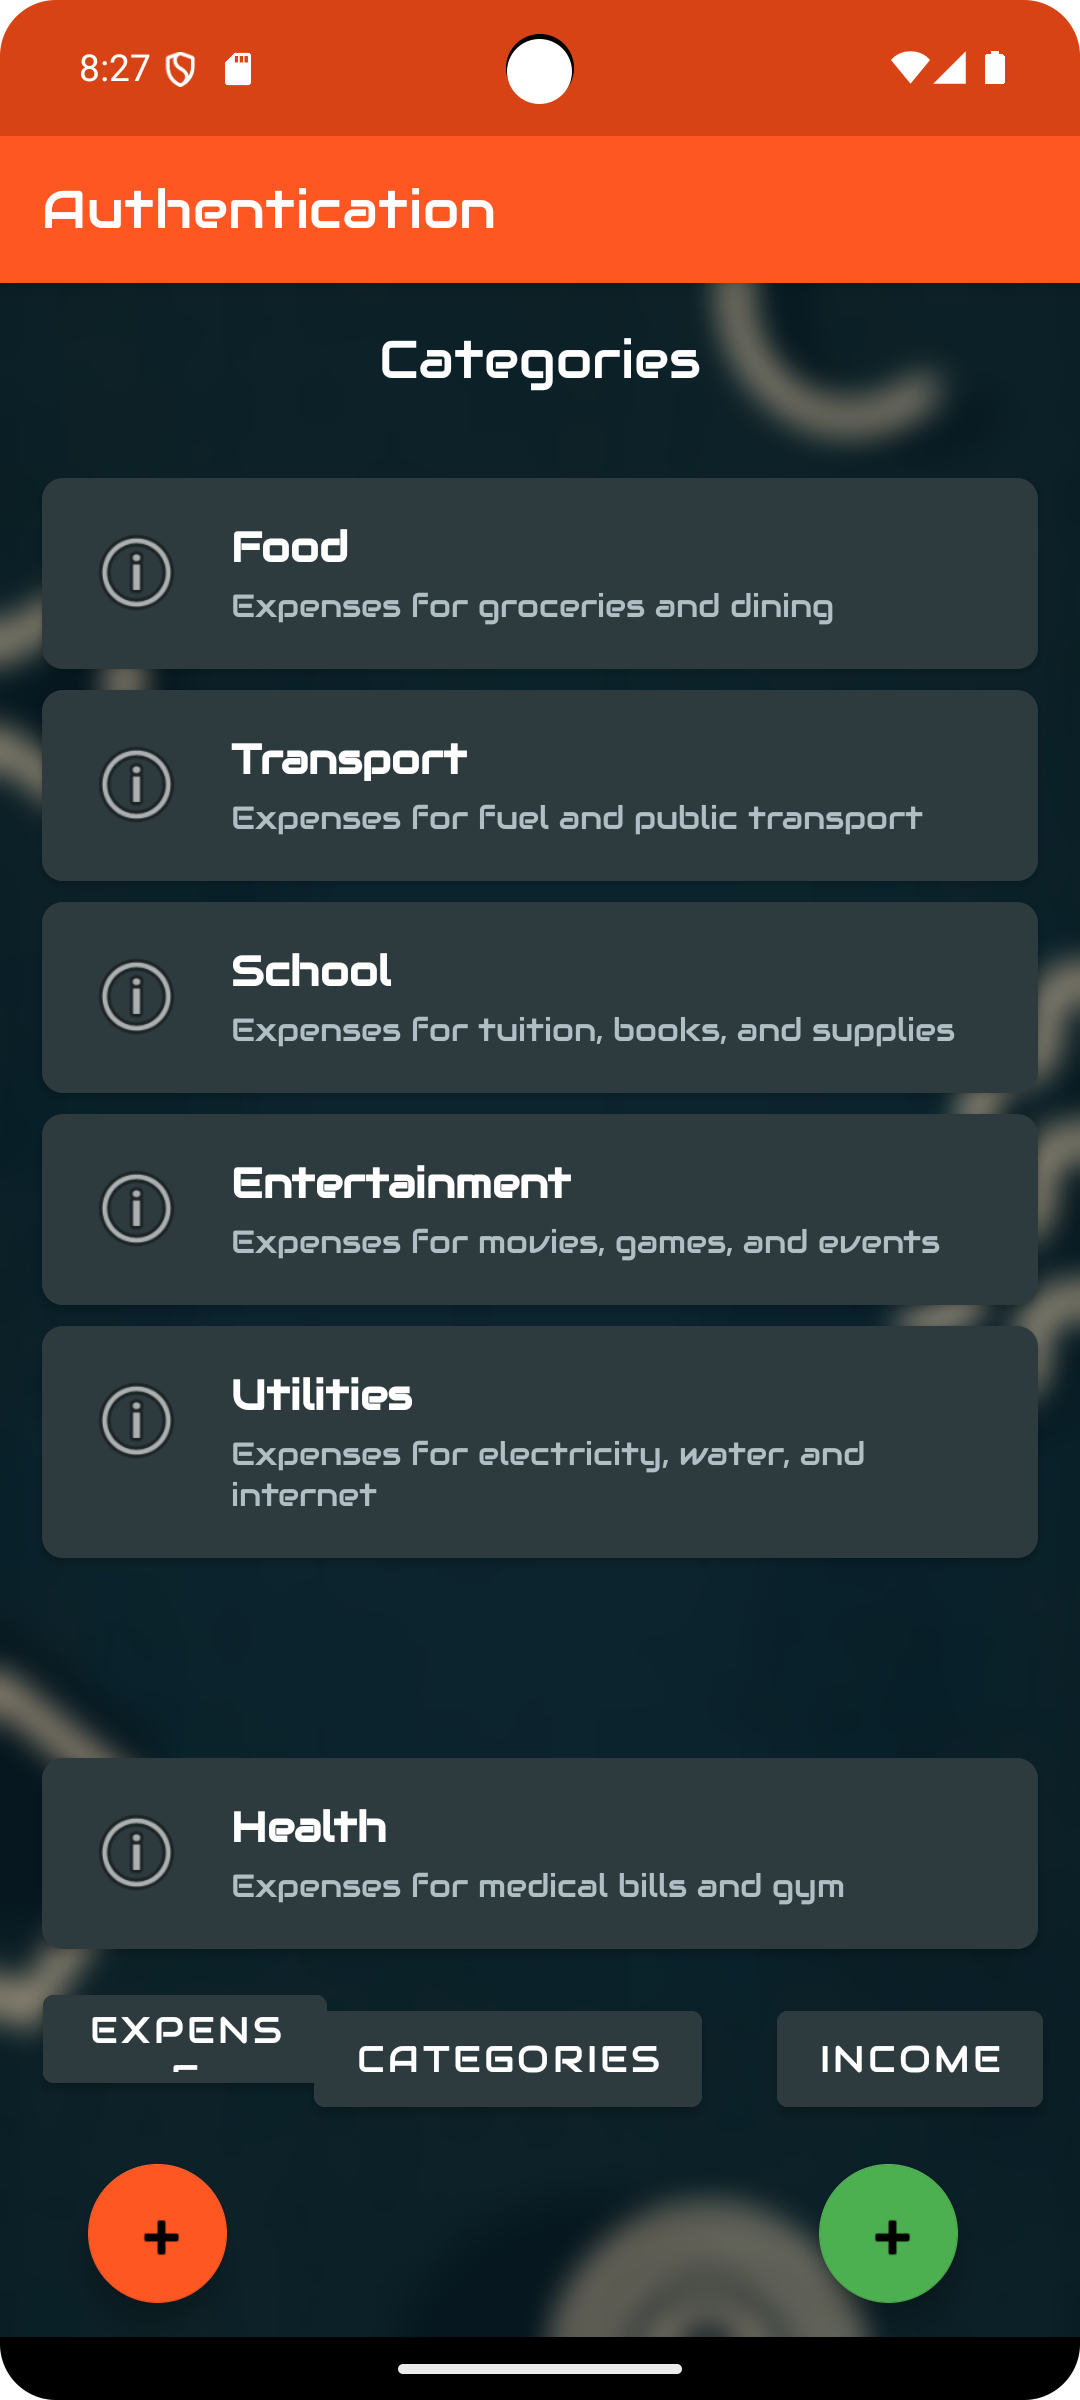 8:27
Authentication
Categories
Food
Expenses for groceries and dining
Transport
Expenses for fuel and public transport
School
Expenses for tuition, books, and supplies
Entertainment
Expenses for movies, games, and events
Utilities
Expenses for electricity, water, and
internet
Health
Expenses for medical bills and gym
EXPENS
CATEGORIES
INCOME